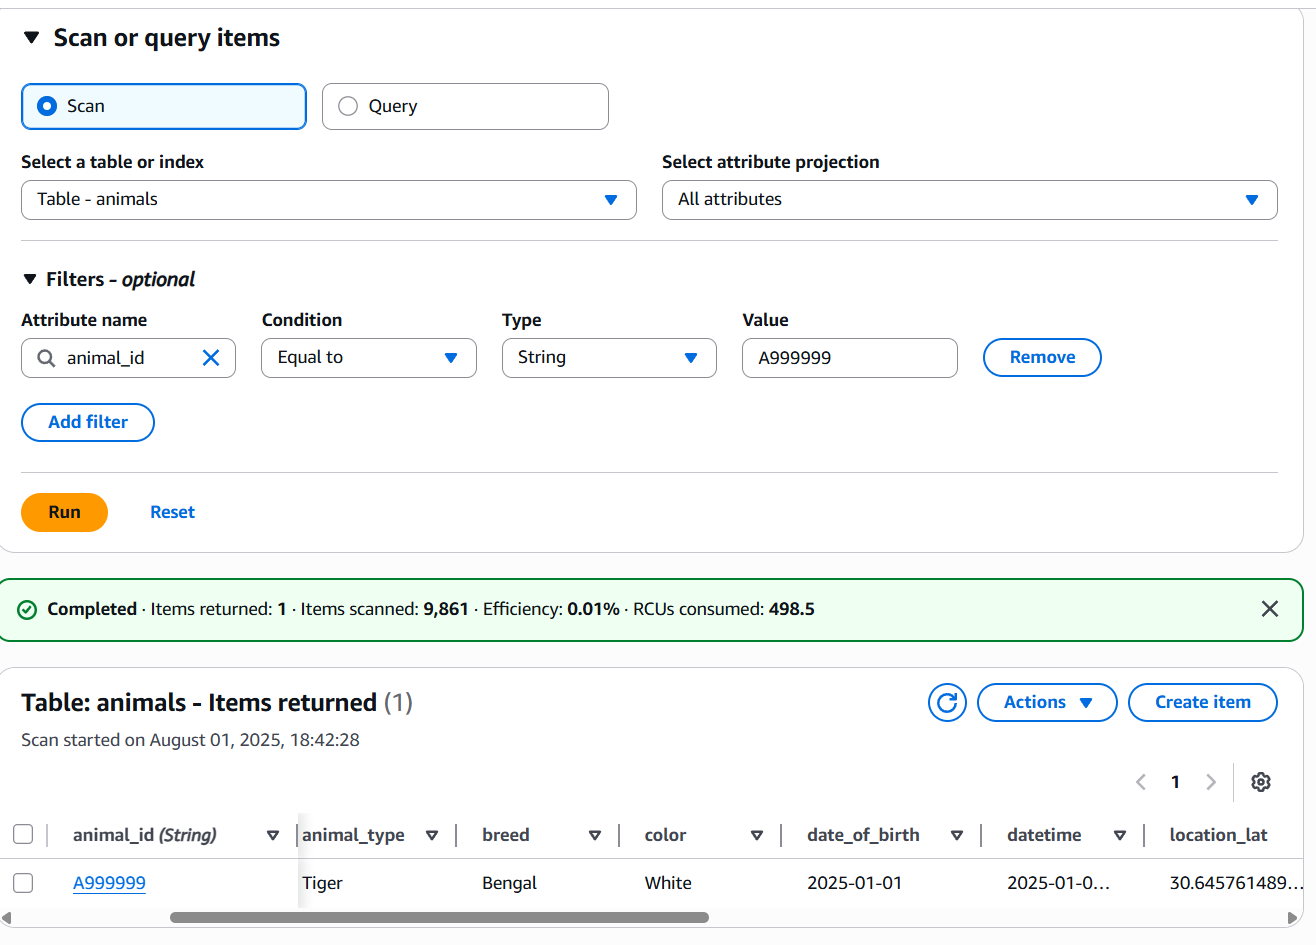 Scan or query items
Scan Query
Select a table or index Select attribute projection
Table - animals All attributes
Filters - optional
Attribute name Condition Type Value
animal_id Equal to String A999999 Remove
Add filter
Run Reset
Completed · Items returned: 1 · Items scanned: 9,861 · Efficiency: 0.01% · RCUs consumed: 498.5
Table: animals - Items returned (1) Actions Create item
Scan started on August 01, 2025, 18:42:28
1
animal_id (String) animal_type breed color date_of_birth datetime location_lat
A999999 Tiger Bengal White 2025-01-01 2025-01-0... 30.645761489...